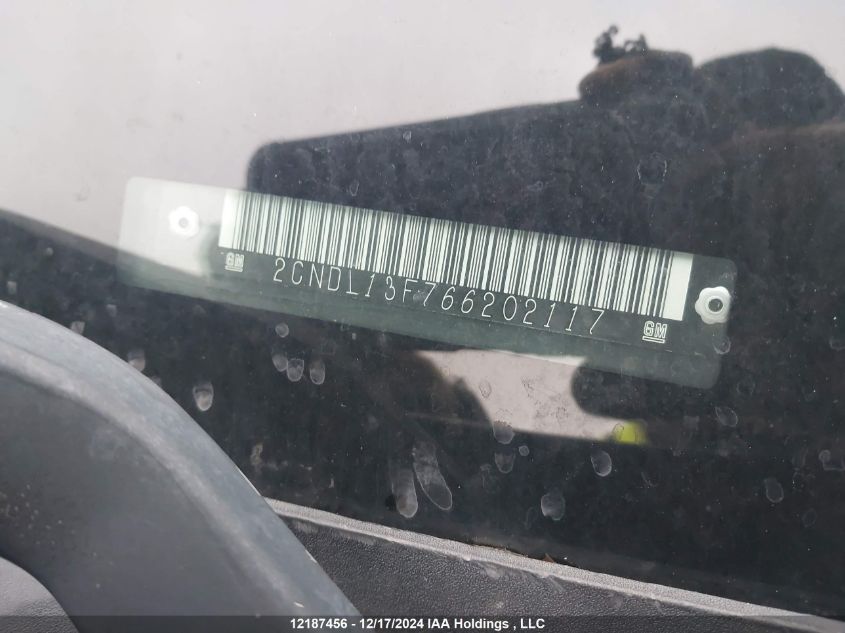 GM 2CNDL13F766202117 GM
12187456 - 12/17/2024 IAA Holdings , LLC